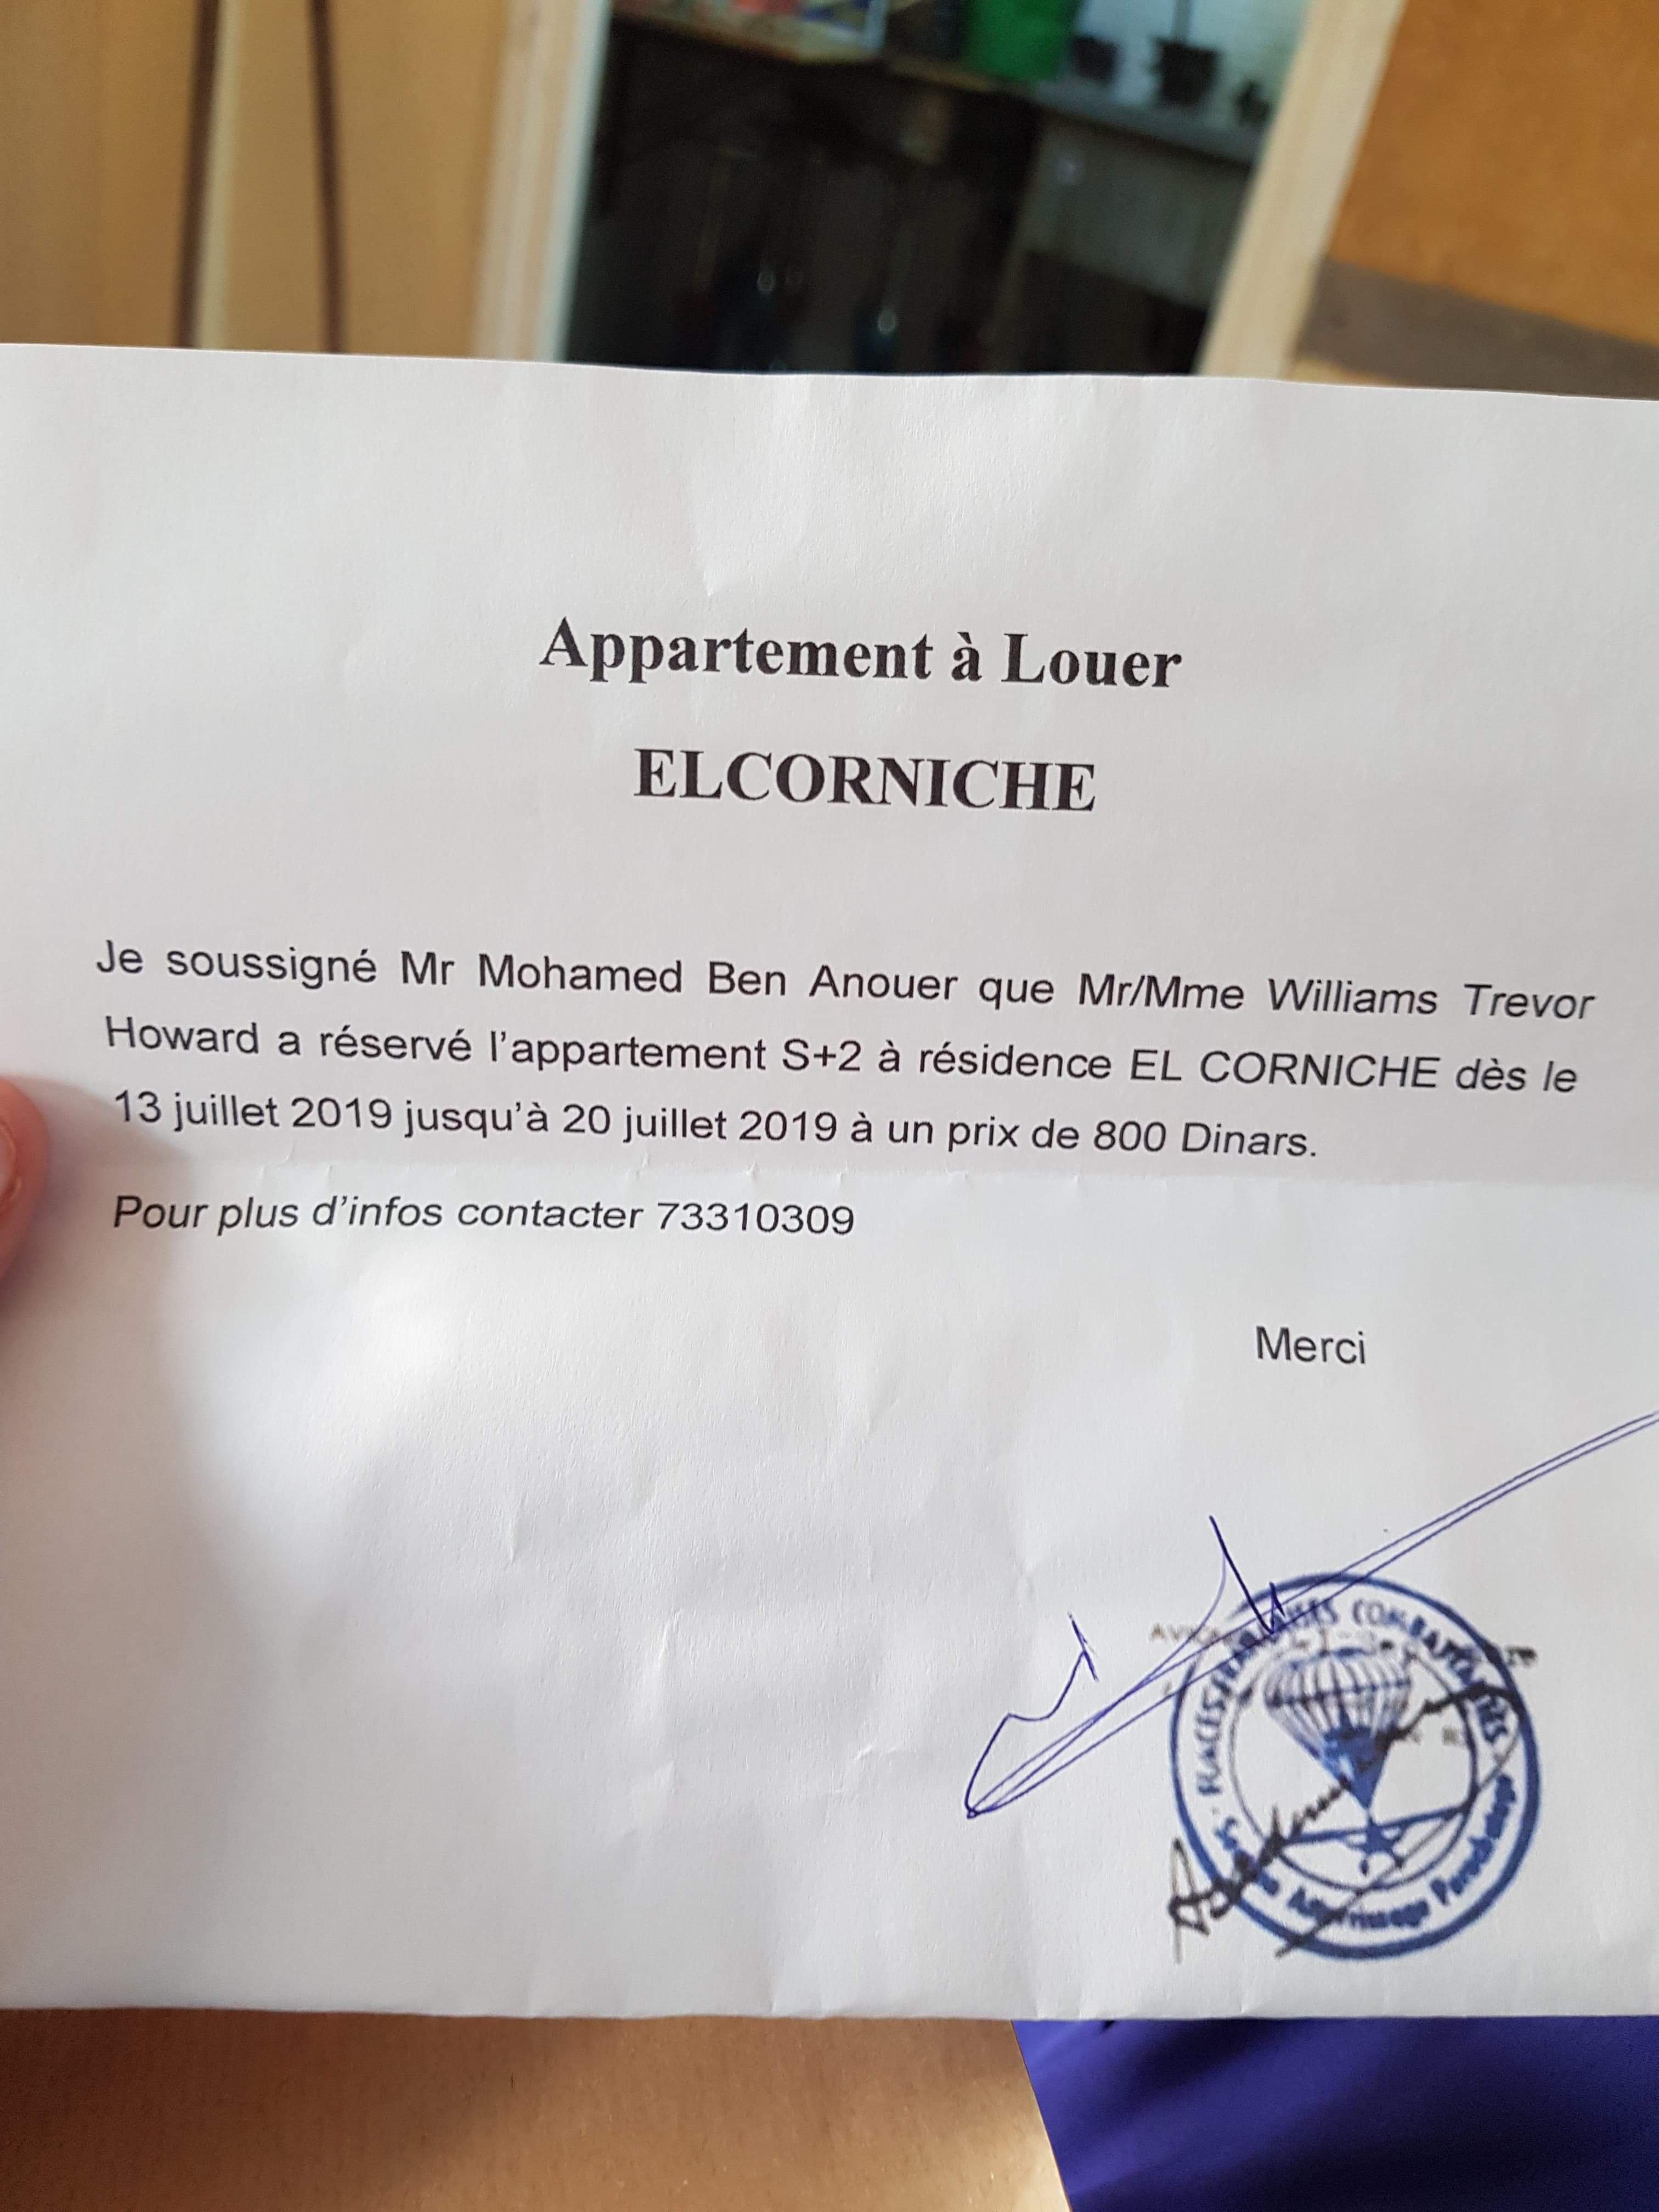 Appartement à Louer
ELCORNICHE
Je soussigné Mr Mohamed Ben Anouer que Mr/Mme Williams Trevor
Howard a réservé l'appartement S+2 à résidence EL CORNICHE dès le
13 juillet 2019 jusqu'à 20 juillet 2019 à un prix de 800 Dinars.
Pour plus d'infos contacter 73310309
Merci